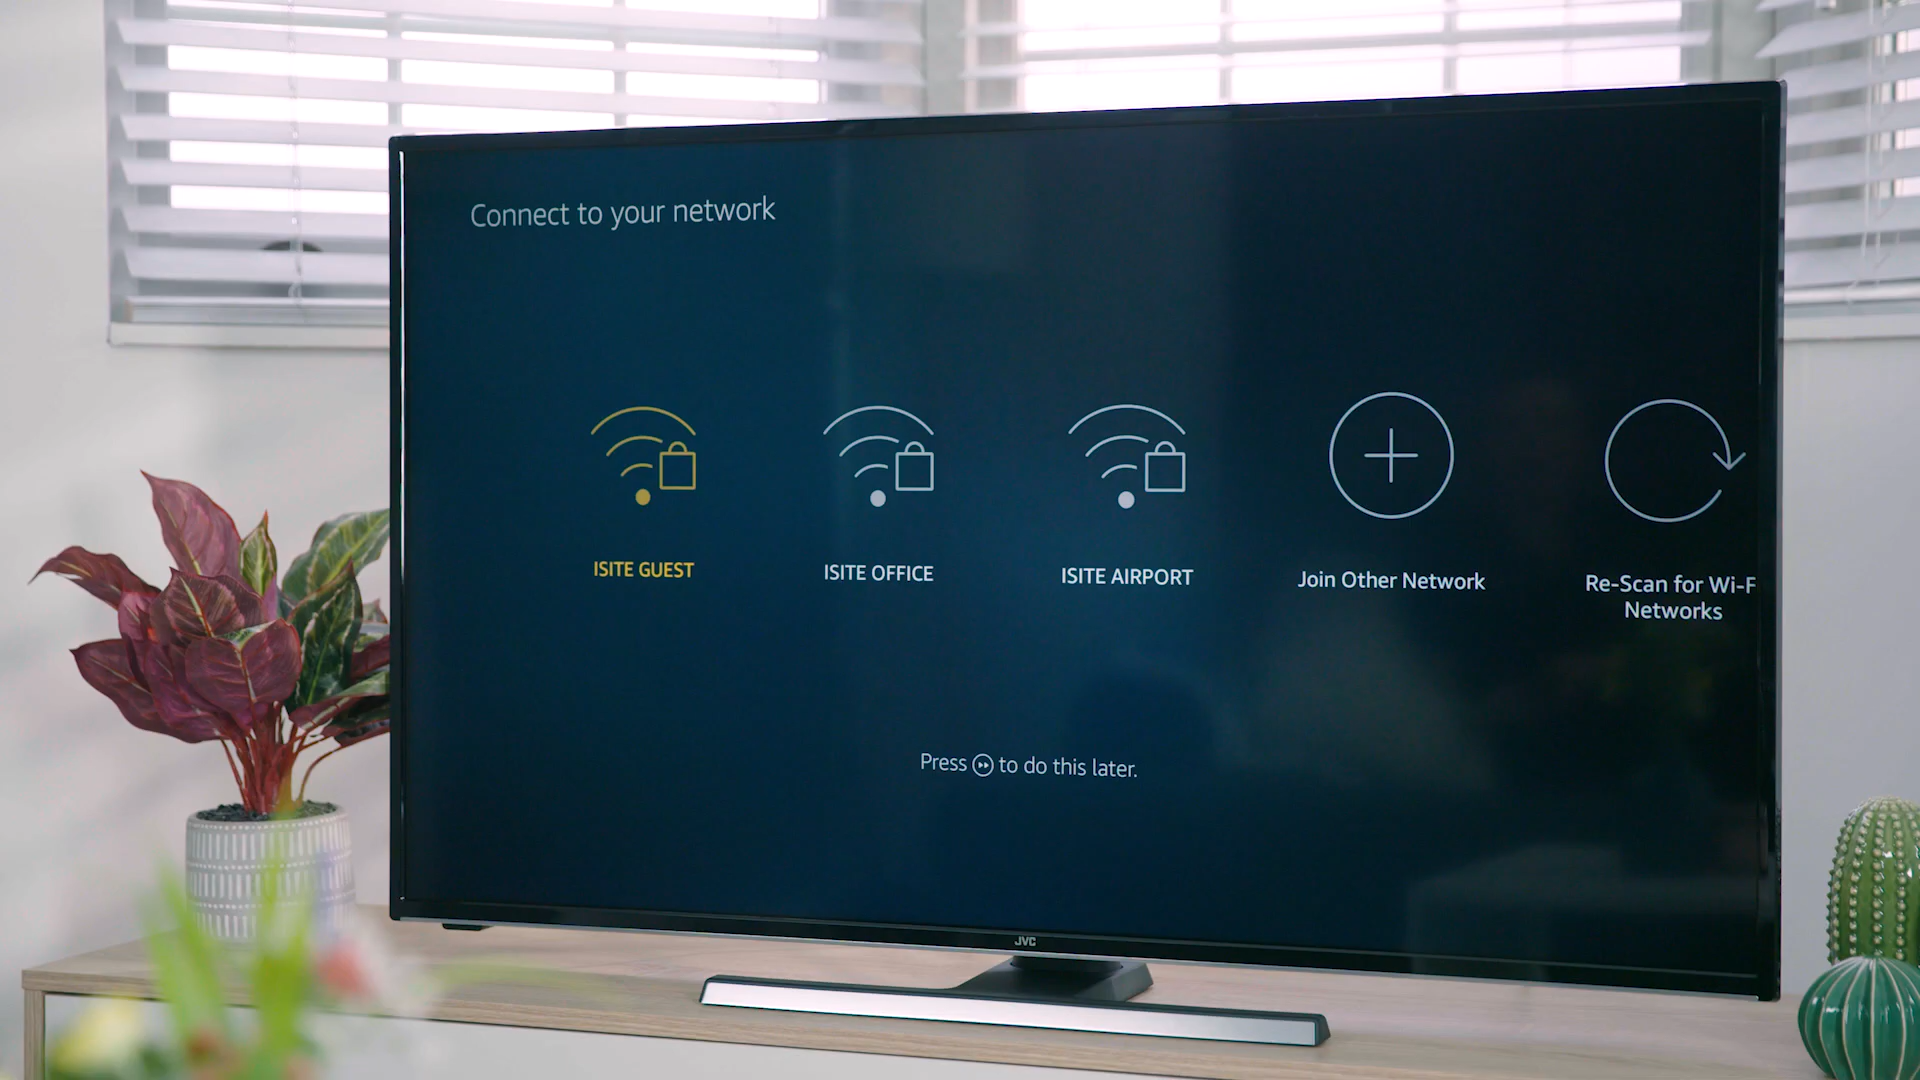 Connect to your network
ISITE GUEST
ISITE OFFICE
ISITE AIRPORT
Join Other Network
Re-Scan for Wi-F
Networks
Press to do this later.
JVC